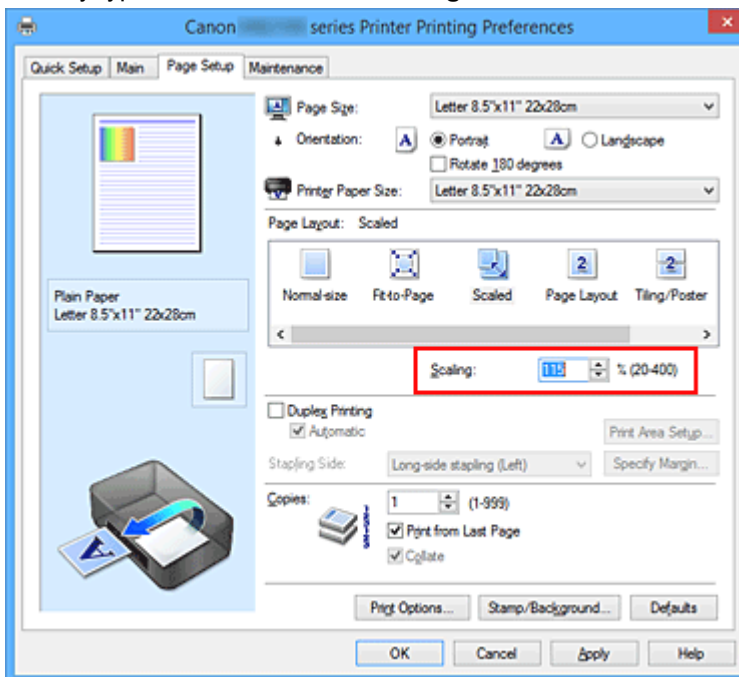 Canon series Printer Printing Preferences
Quick Setup Main Page Setup Maintenance
Page Size: Letter 8.5"x11" 22x28cm
Orientation: A Portrait A Landscape
Rotate 180 degrees
Printer Paper Size: Letter 8.5"x11" 22x28cm
Page Layout: Scaled
Normal-size Fit-to-Page Scaled Page Layout Tiling/Poster
Plain Paper
Letter 8.5"x11" 22x28cm
Scaling: 115 % (20-400)
Duplex Printing
Automatic Print Area Setup...
Stapling Side: Long-side stapling (Left) Specify Margin...
Copies: 1 (1-999)
Print from Last Page
Collate
Print Options... Stamp/Background... Defaults
OK Cancel Apply Help